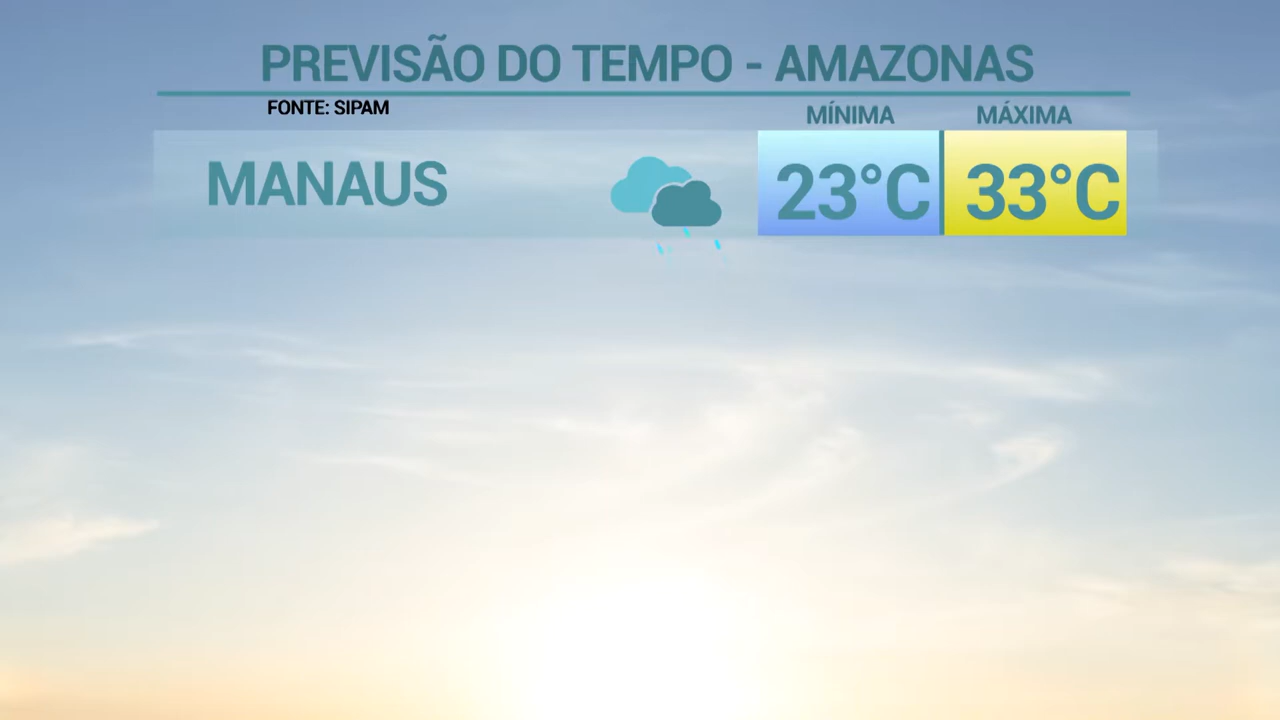 PREVISÃO DO TEMPO - AMAZONAS
FONTE: SIPAM
MÍNIMA MÁXIMA
MANAUS 23°C 33°C